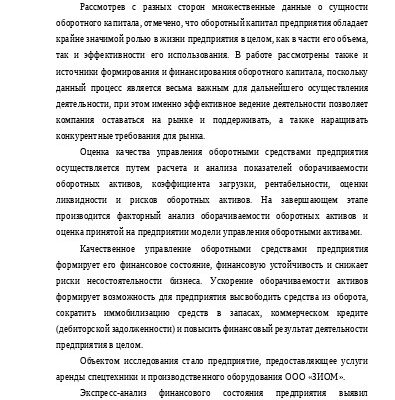 Рассмотрев с разных сторон множественные данные о сущности
оборотного капитала, отмечено, что оборотный капитал предприятия обладает
крайне значимой ролью в жизни предприятия в целом, как в части его объема,
так и эффективности его использования. В работе рассмотрены также и
источники формирования и финансирования оборотного капитала, поскольку
данный процесс является весьма важным для дальнейшего осуществления
деятельности, при этом именно эффективное ведение деятельности позволяет
компания оставаться на рынке и поддерживать, а также наращивать
конкурентные требования для рынка.
Оценка качества управления оборотными средствами предприятия
осуществляется путем расчета и анализа показателей оборачиваемости
оборотных активов, коэффициента загрузки, рентабельности, оценки
ликвидности и рисков оборотных активов. На завершающем этапе
производится факторный анализ оборачиваемости оборотных активов и
оценка принятой на предприятии модели управления оборотными активами.
Качественное управление оборотными средствами предприятия
формирует его финансовое состояние, финансовую устойчивость и снижает
риски несостоятельности бизнеса. Ускорение оборачиваемости активов
формирует возможность для предприятия высвободить средства из оборота,
сократить иммобилизацию средств в запасах, коммерческом кредите
(дебиторской задолженности) и повысить финансовый результат деятельности
предприятия в целом.
Объектом исследования стало предприятие, предоставляющее услуги
аренды спецтехники и производственного оборудования ООО «ЗИОМ».
Экспресс-анализ финансового состояния предприятия выявил